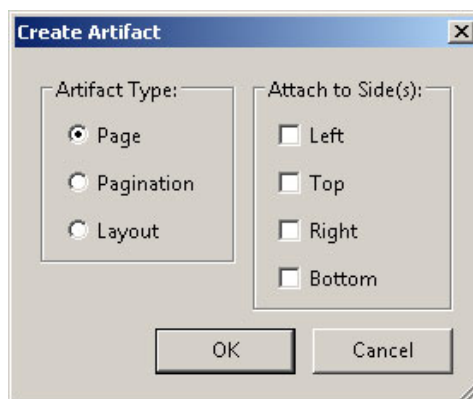 Create Artifact
Artifact Type:
Page
Pagination
Layout
Attach to Side(s):
Left
Top
Right
Bottom
OK
Cancel